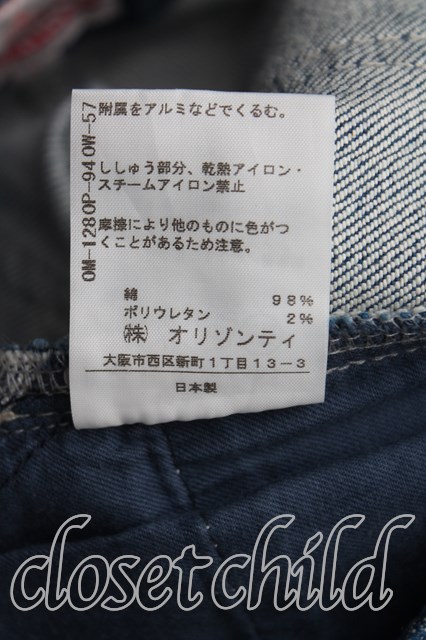 附属をアルミなどでくるむ。
ししゅう部分、乾熱アイロン・
スチームアイロン禁止
摩擦により他のものに色がつ
くことがあるため注意。
綿 98%
ポリウレタン 2%
㈱ オリゾンティ
大阪市西区新町1丁目13-3
日本製
OM-1280P-940W-57
closet child